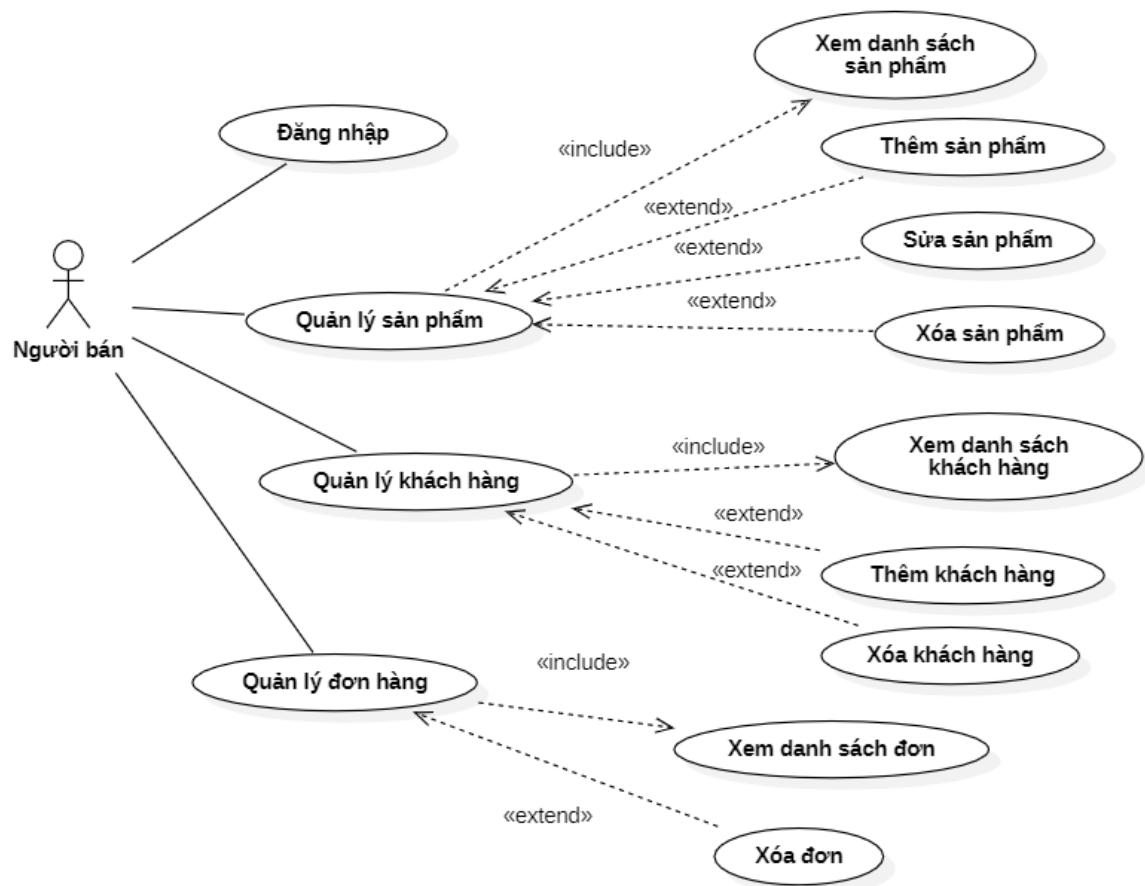 Xem danh sách
sản phẩm
Đăng nhập
«include»
Thêm sản phẩm
«extend»
Sửa sản phẩm
«extend»
«extend»
Quản lý sản phẩm
Xóa sản phẩm
Người bán
«include»
Xem danh sách
khách hàng
Quản lý khách hàng
«extend»
«extend»
Thêm khách hàng
Xóa khách hàng
«include»
Quản lý đơn hàng
Xem danh sách đơn
«extend»
Xóa đơn